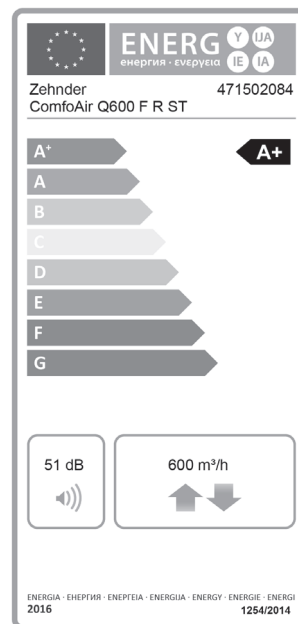 ENERG Y IJA
енергия · ενεργεια IE IA
Zehnder 471502084
ComfoAir Q600 F R ST
A+ A+
A
B
C
D
E
F
G
51 dB 600 m³/h
ENERGIA · ЕНЕРГИЯ · ΕΝΕΡΓΕΙΑ · ENERGIJA · ENERGY · ENERGIE · ENERGI
2016 1254/2014